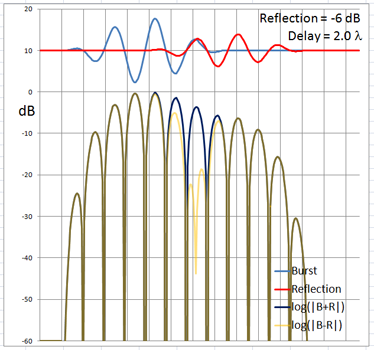 20
Reflection = -6 dB
Delay = 2.0 λ
10
0
dB
-10
-20
-30
-40
-50
-60
Burst
Reflection
log(|B+R|)
log(|B-R|)